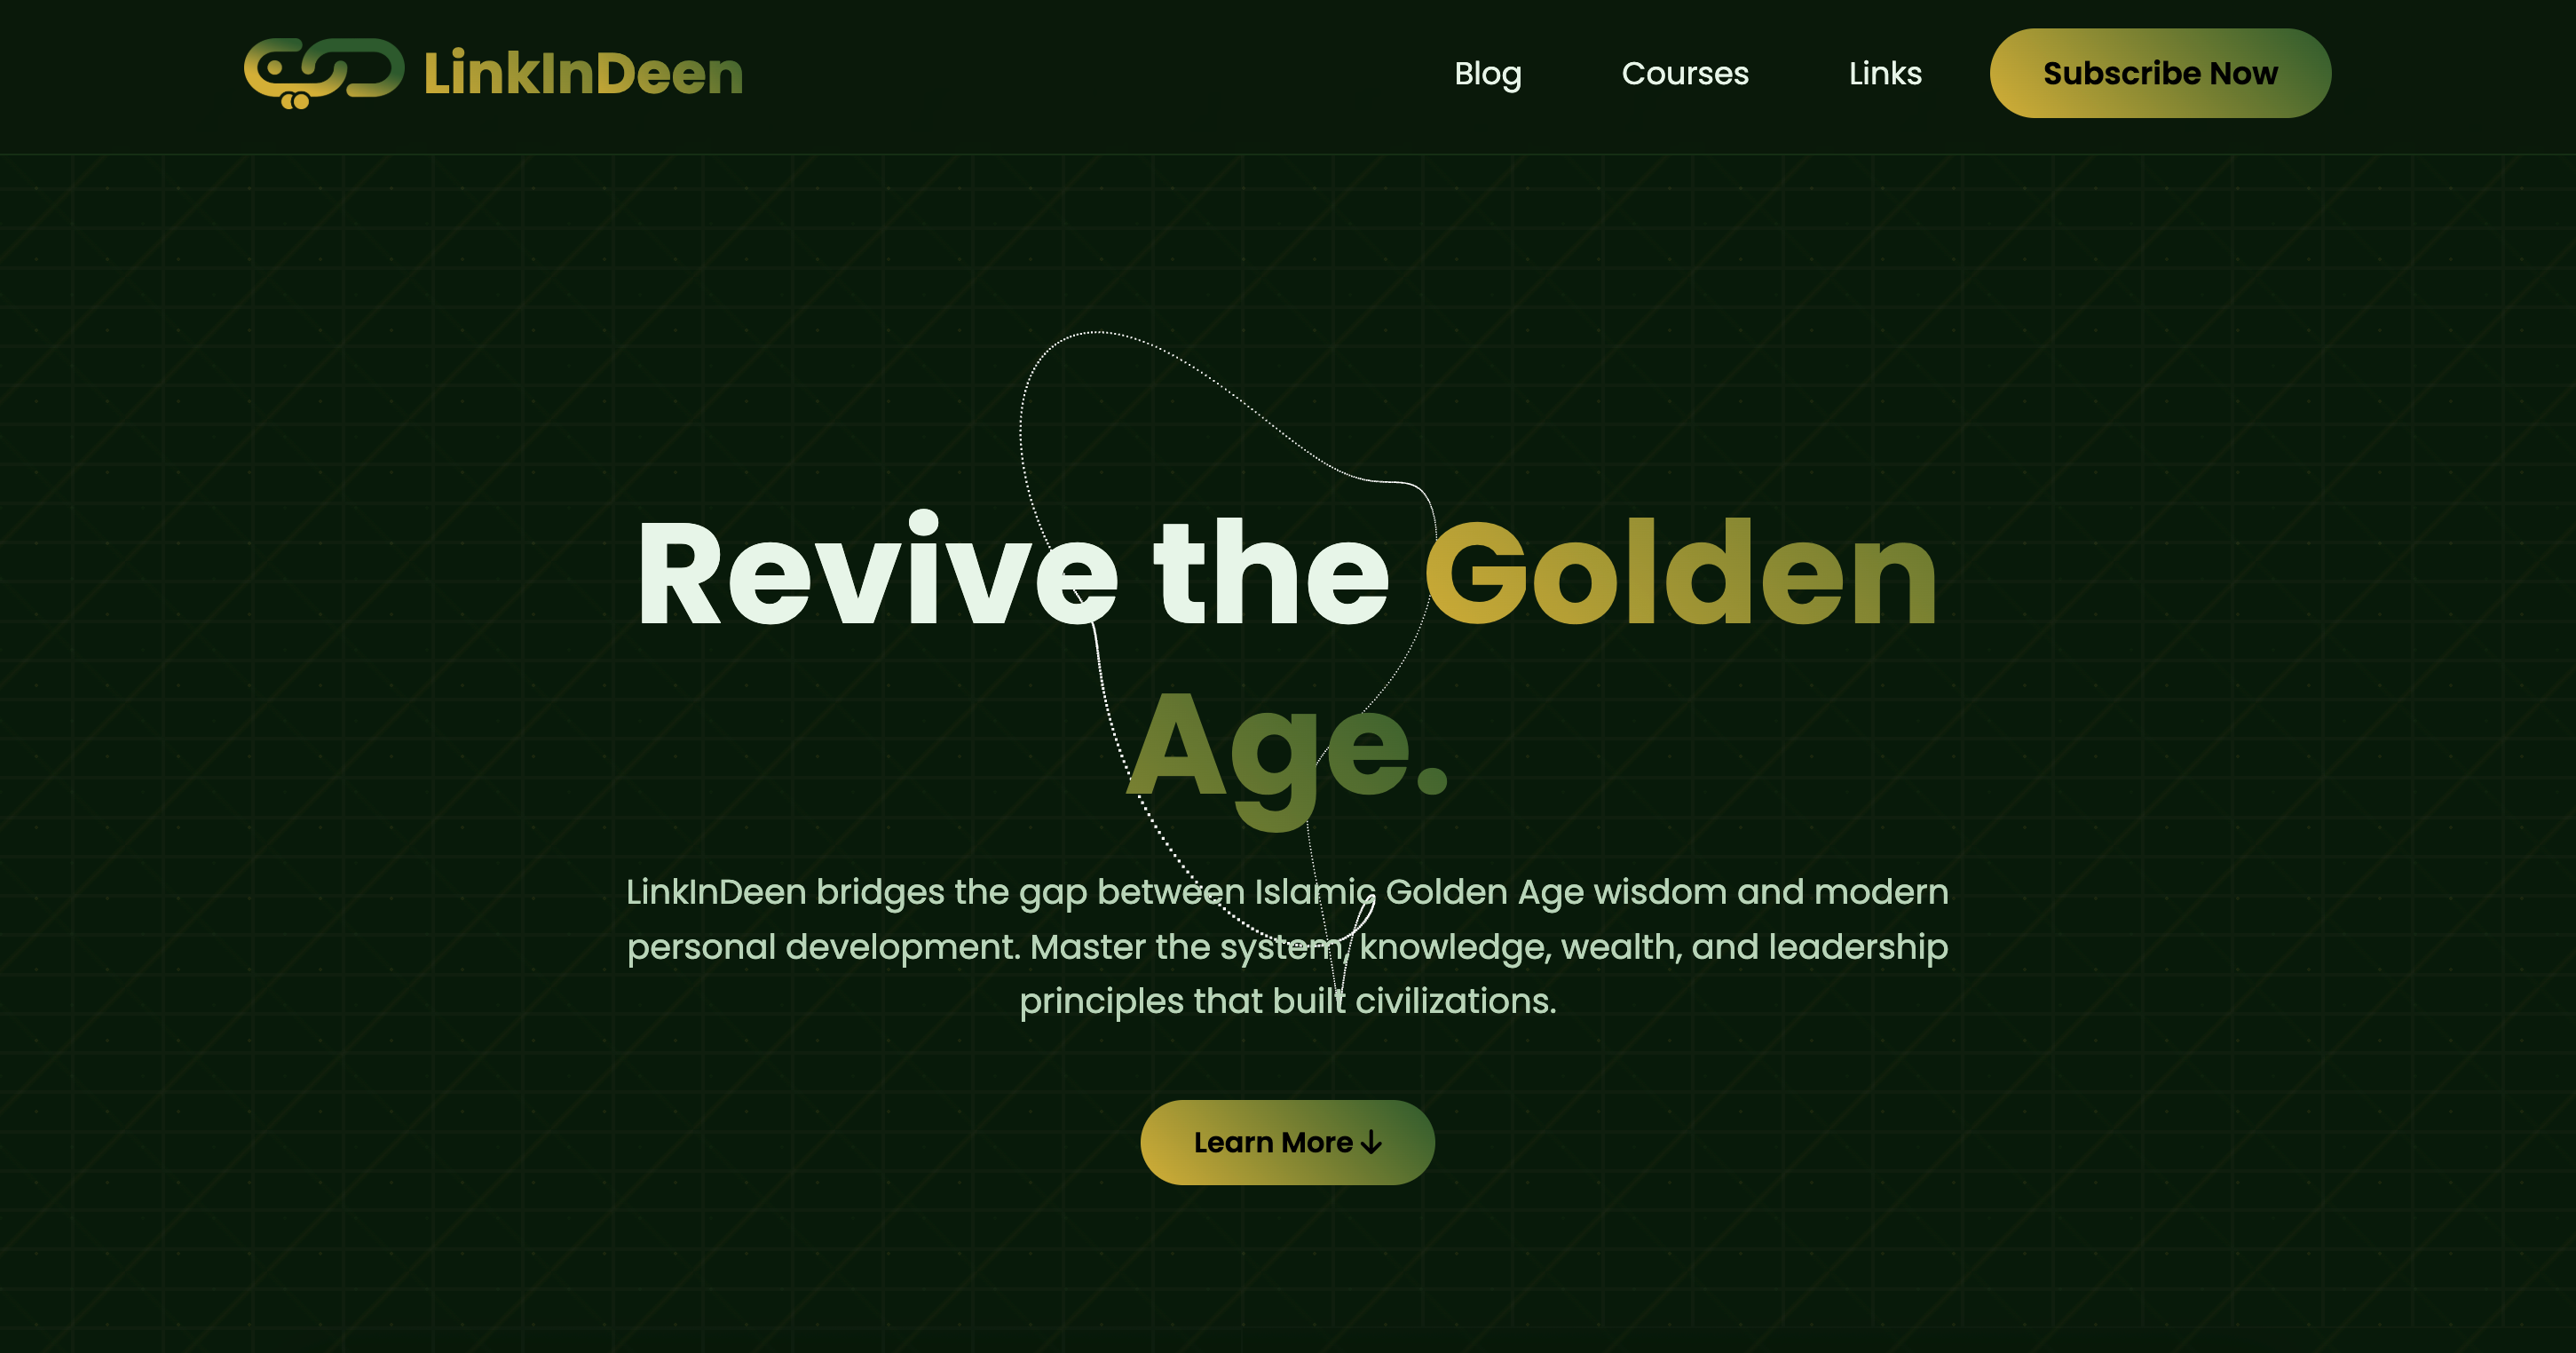 LinkInDeen
Blog
Courses
Links
Subscribe Now
Revive the Golden
Age.
LinkInDeen bridges the gap between Islamic Golden Age wisdom and modern
personal development. Master the system, knowledge, wealth, and leadership
principles that built civilizations.
Learn More ↓